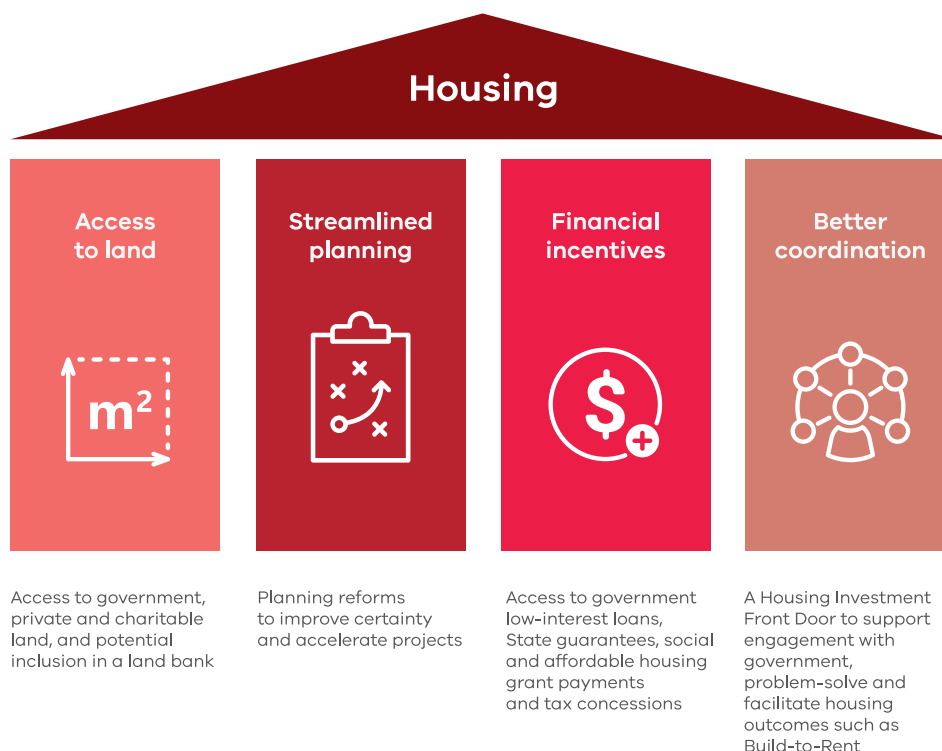 Housing
Access
to land
m²
Access to government,
private and charitable
land, and potential
inclusion in a land bank
Streamlined
planning
Planning reforms
to improve certainty
and accelerate projects
Financial
incentives
$
Access to government
low-interest loans,
State guarantees, social
and affordable housing
grant payments
and tax concessions
Better
coordination
A Housing Investment
Front Door to support
engagement with
government,
problem-solve and
facilitate housing
outcomes such as
Build-to-Rent